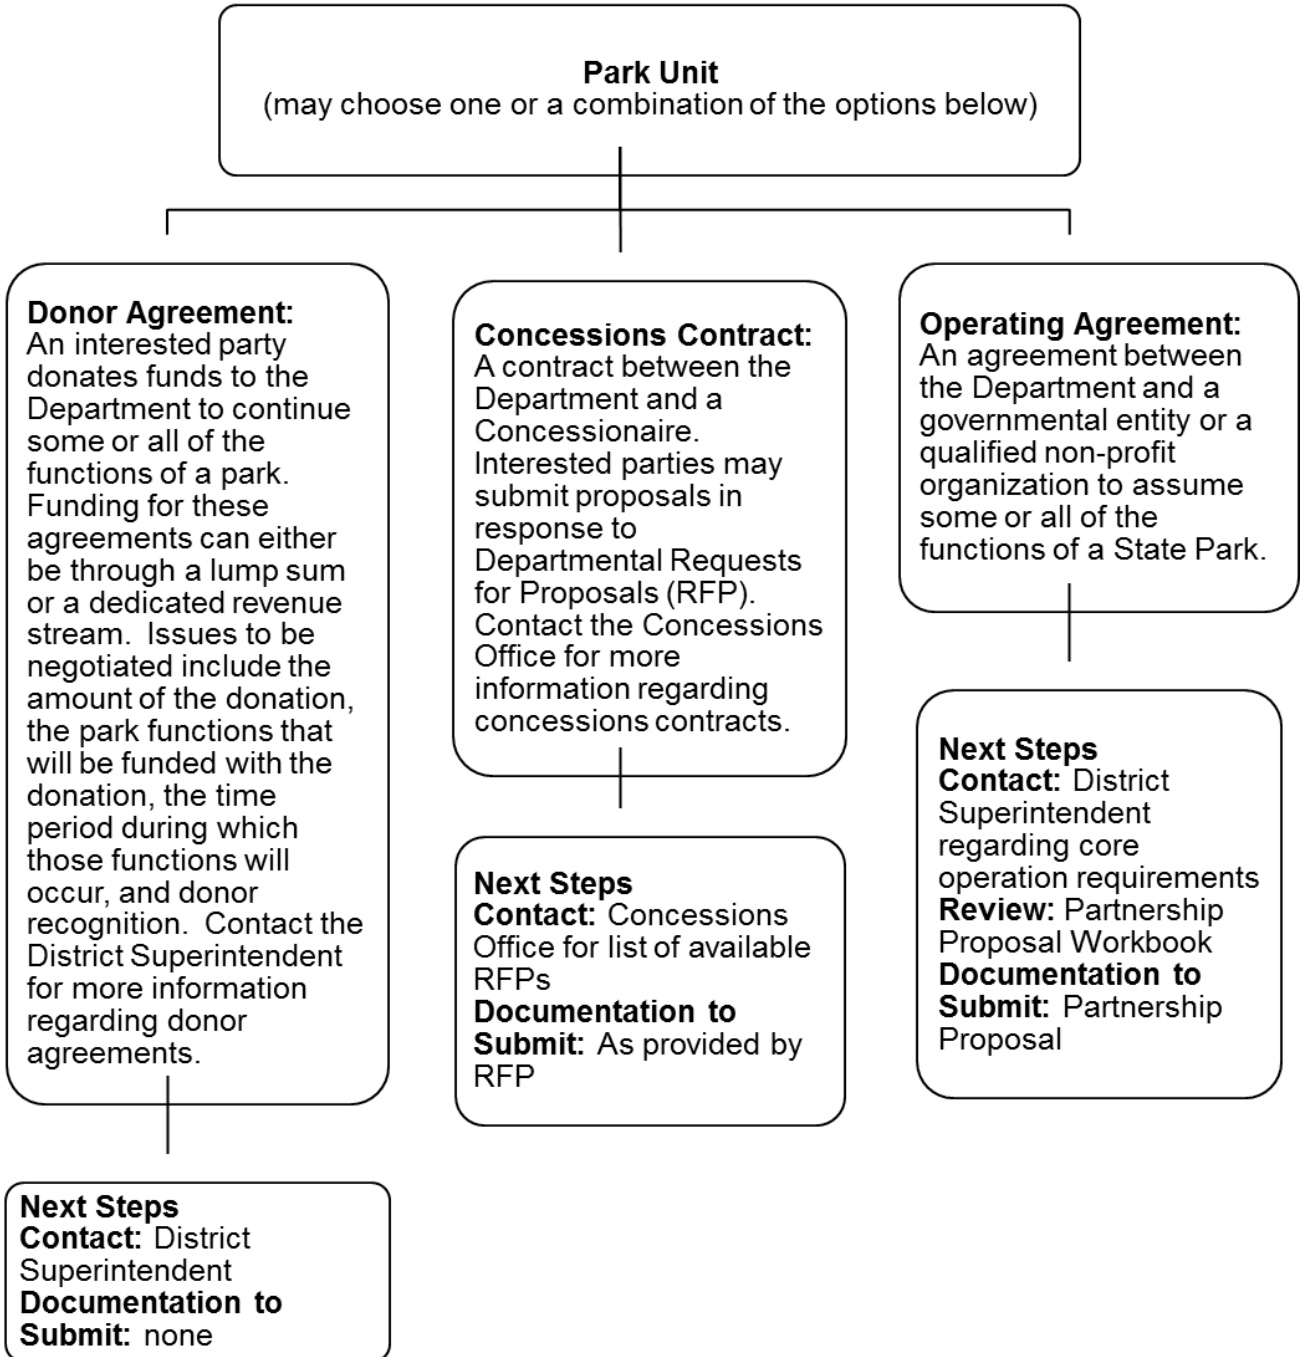 Park Unit
(may choose one or a combination of the options below)
Donor Agreement:
An interested party
donates funds to the
Department to continue
some or all of the
functions of a park.
Funding for these
agreements can either
be through a lump sum
or a dedicated revenue
stream.  Issues to be
negotiated include the
amount of the donation,
the park functions that
will be funded with the
donation, the time
period during which
those functions will
occur, and donor
recognition.  Contact the
District Superintendent
for more information
regarding donor
agreements.
Next Steps
Contact: District
Superintendent
Documentation to
Submit: none
Concessions Contract:
A contract between the
Department and a
Concessionaire.
Interested parties may
submit proposals in
response to
Departmental Requests
for Proposals (RFP).
Contact the Concessions
Office for more
information regarding
concessions contracts.
Next Steps
Contact: Concessions
Office for list of available
RFPs
Documentation to
Submit: As provided by
RFP
Operating Agreement:
An agreement between
the Department and a
governmental entity or a
qualified non-profit
organization to assume
some or all of the
functions of a State Park.
Next Steps
Contact: District
Superintendent
regarding core
operation requirements
Review: Partnership
Proposal Workbook
Documentation to
Submit: Partnership
Proposal